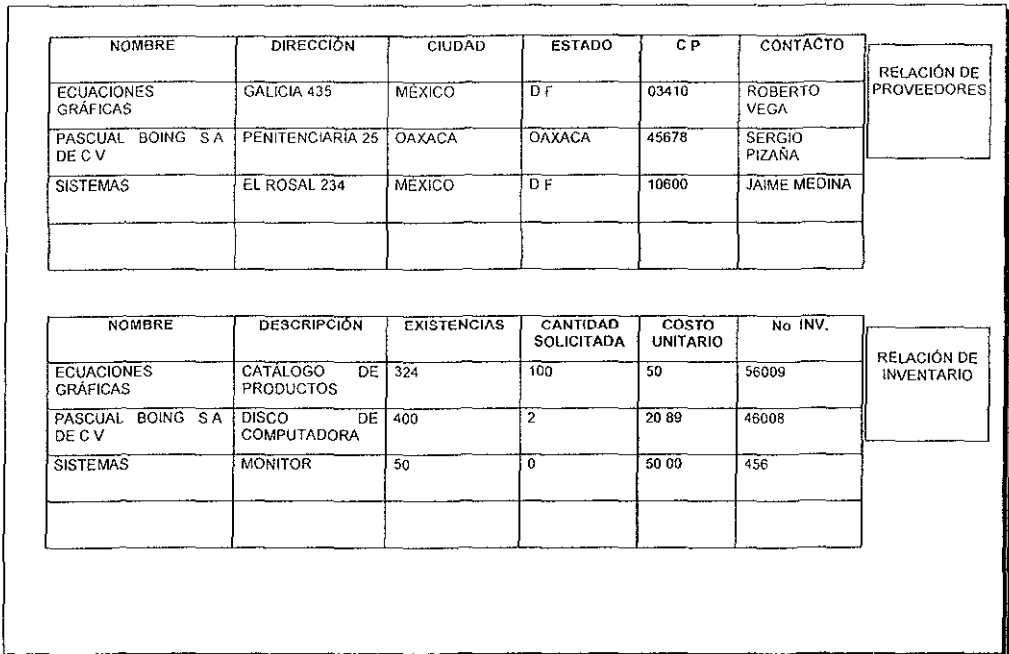 NOMBRE DIRECCIÓN CIUDAD ESTADO C P CONTACTO
ECUACIONES GRÁFICAS GALICIA 435 MÉXICO D F 03410 ROBERTO VEGA
PASCUAL BOING S A DE C V PENITENCIARÍA 25 OAXACA OAXACA 45678 SERGIO PIZAÑA
SISTEMAS EL ROSAL 234 MÉXICO D F 10600 JAIME MEDINA
RELACIÓN DE
PROVEEDORES
NOMBRE DESCRIPCIÓN EXISTENCIAS CANTIDAD SOLICITADA COSTO UNITARIO No INV.
ECUACIONES GRÁFICAS CATÁLOGO DE PRODUCTOS 324 100 50 56009
PASCUAL BOING S A DE C V DISCO DE COMPUTADORA 400 2 20 89 46008
SISTEMAS MONITOR 50 0 50 00 456
RELACIÓN DE
INVENTARIO